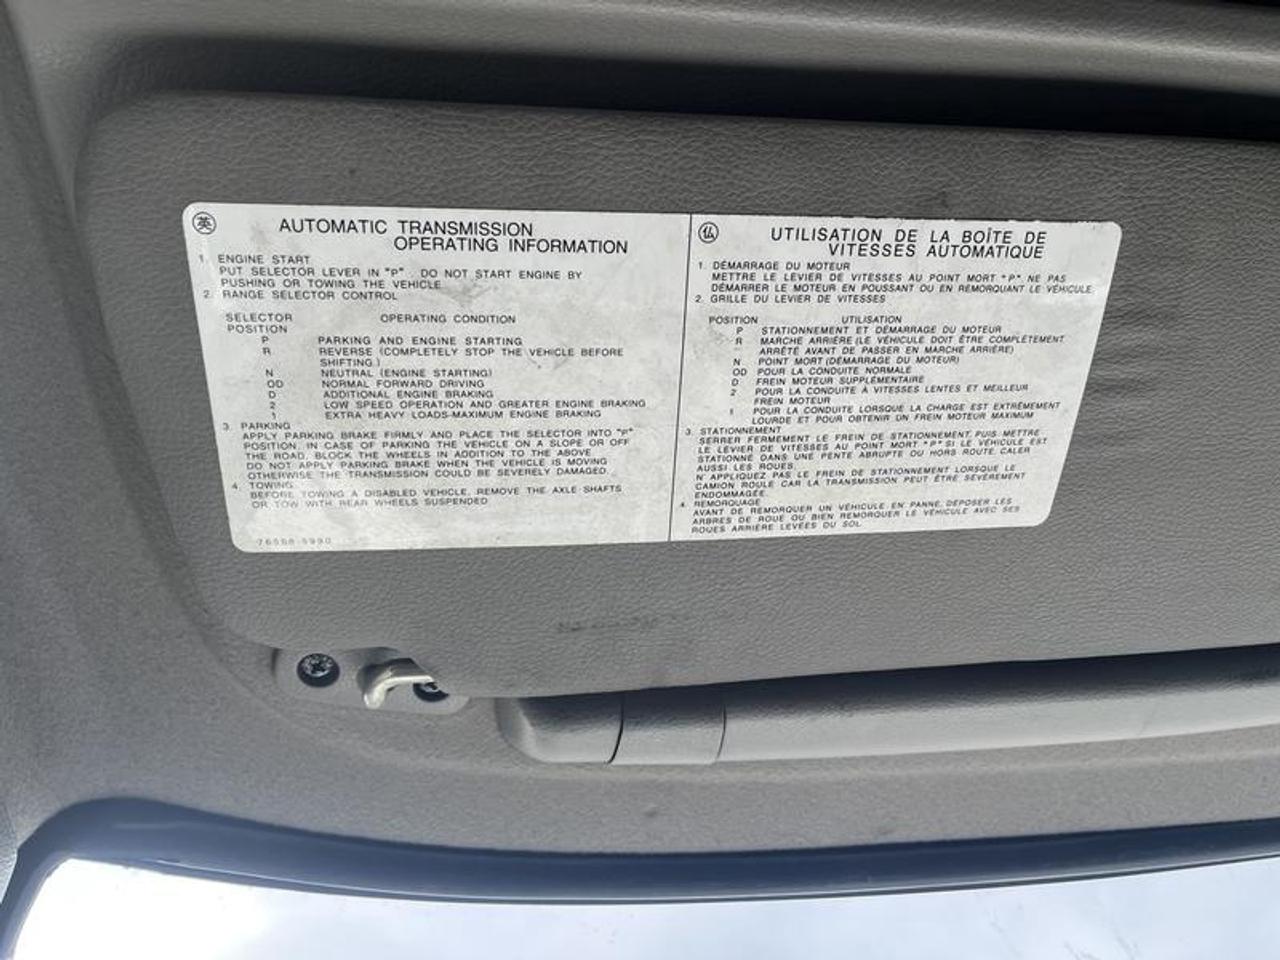 英
AUTOMATIC TRANSMISSION
OPERATING INFORMATION
1. ENGINE START
PUT SELECTOR LEVER IN "P". DO NOT START ENGINE BY
PUSHING OR TOWING THE VEHICLE
2. RANGE SELECTOR CONTROL
SELECTOR POSITION OPERATING CONDITION
P PARKING AND ENGINE STARTING
R REVERSE (COMPLETELY STOP THE VEHICLE BEFORE
SHIFTING.)
N NEUTRAL (ENGINE STARTING)
OD NORMAL FORWARD DRIVING
D ADDITIONAL ENGINE BRAKING
2 LOW SPEED OPERATION AND GREATER ENGINE BRAKING
1 EXTRA HEAVY LOADS-MAXIMUM ENGINE BRAKING
3. PARKING
APPLY PARKING BRAKE FIRMLY AND PLACE THE SELECTOR INTO "P"
POSITION. IN CASE OF PARKING THE VEHICLE ON A SLOPE OR OFF
THE ROAD, BLOCK THE WHEELS IN ADDITION TO THE ABOVE
DO NOT APPLY PARKING BRAKE WHEN THE VEHICLE IS MOVING
OTHERWISE THE TRANSMISSION COULD BE SEVERELY DAMAGED.
4. TOWING
BEFORE TOWING A DISABLED VEHICLE, REMOVE THE AXLE SHAFTS
OR TOW WITH REAR WHEELS SUSPENDED
仏
UTILISATION DE LA BOÎTE DE
VITESSES AUTOMATIQUE
1. DÉMARRAGE DU MOTEUR
METTRE LE LEVIER DE VITESSES AU POINT MORT "P". NE PAS
DÉMARRER LE MOTEUR EN POUSSANT OU EN REMORQUANT LE VÉHICULE.
2. GRILLE DU LEVIER DE VITESSES
POSITION UTILISATION
P STATIONNEMENT ET DÉMARRAGE DU MOTEUR
R MARCHE ARRIÈRE (LE VÉHICULE DOIT ÊTRE COMPLÈTEMENT
ARRÊTÉ AVANT DE PASSER EN MARCHE ARRIÈRE)
N POINT MORT (DÉMARRAGE DU MOTEUR)
OD POUR LA CONDUITE NORMALE
D FREIN MOTEUR SUPPLÉMENTAIRE
2 POUR LA CONDUITE À VITESSES LENTES ET MEILLEUR
FREIN MOTEUR
1 POUR LA CONDUITE LORSQUE LA CHARGE EST EXTRÊMEMENT
LOURDE ET POUR OBTENIR UN FREIN MOTEUR MAXIMUM
3. STATIONNEMENT
SERRER FERMEMENT LE FREIN DE STATIONNEMENT PUIS METTRE
LE LEVIER DE VITESSES AU POINT MORT "P" SI LE VÉHICULE EST
STATIONNÉ DANS UNE PENTE ABRUPTE OU HORS ROUTE, CALER
AUSSI LES ROUES.
N'APPLIQUEZ PAS LE FREIN DE STATIONNEMENT LORSQUE LE
CAMION ROULE CAR LA TRANSMISSION PEUT ÊTRE SÉVÈREMENT
ENDOMMAGÉE.
4. REMORQUAGE
AVANT DE REMORQUER UN VÉHICULE EN PANNE, DÉPOSER LES
ARBRES DE ROUE OU BIEN REMORQUER LE VÉHICULE AVEC SES
ROUES ARRIÈRE LEVÉES DU SOL